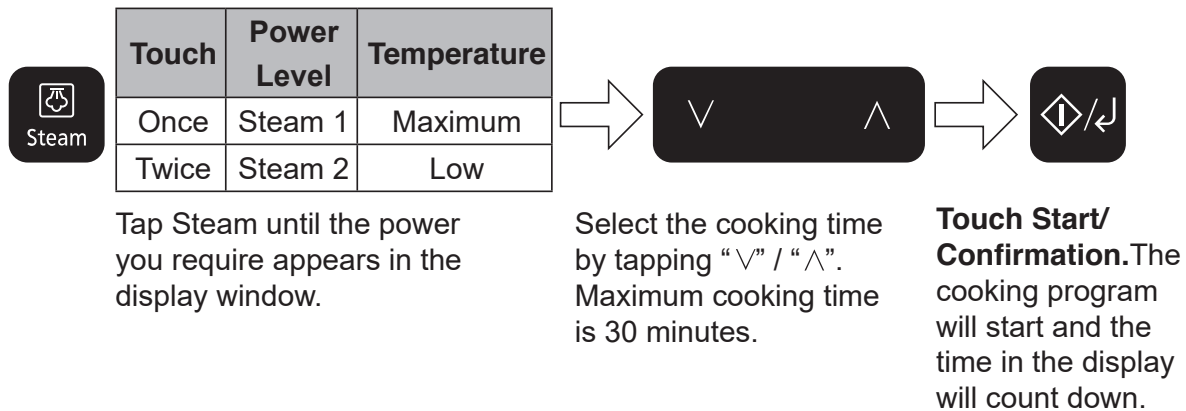 Steam
Touch Power Level Temperature
Once Steam 1 Maximum
Twice Steam 2 Low
Tap Steam until the power
you require appears in the
display window.
Select the cooking time
by tapping “∨” / “∧”.
Maximum cooking time
is 30 minutes.
Touch Start/
Confirmation.The
cooking program
will start and the
time in the display
will count down.